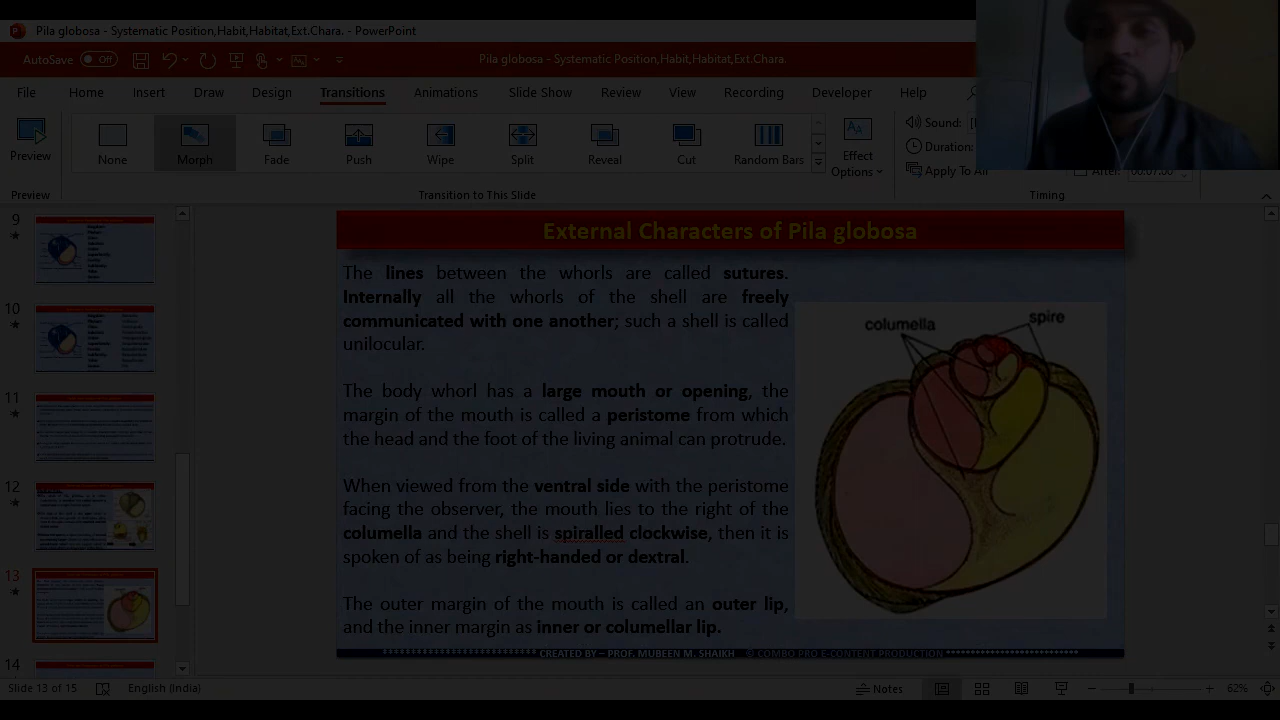 Pila globosa - Systematic Position,Habit,Habitat,Ext.Chara. - PowerPoint
AutoSave Off
Pila globosa - Systematic Position,Habit,Habitat,Ext.Chara.
File Home Insert Draw Design Transitions Animations Slide Show Review View Recording Developer Help
Preview
None Morph Fade Push Wipe Split Reveal Cut Random Bars
Effect
Options
Sound:
Duration:
Apply To All
After:
Preview
Transition to This Slide
Timing
9
10
11
12
13
14
External Characters of Pila globosa
The lines between the whorls are called sutures.
Internally all the whorls of the shell are freely
communicated with one another; such a shell is called
unilocular.
The body whorl has a large mouth or opening, the
margin of the mouth is called a peristome from which
the head and the foot of the living animal can protrude.
When viewed from the ventral side with the peristome
facing the observer, the mouth lies to the right of the
columella and the shell is spiralled clockwise, then it is
spoken of as being right-handed or dextral.
The outer margin of the mouth is called an outer lip,
and the inner margin as inner or columellar lip.
columella
spire
CREATED BY – PROF. MUBEEN M. SHAIKH © COMBO PRO E-CONTENT PRODUCTION
Slide 13 of 15 English (India) Notes 62%